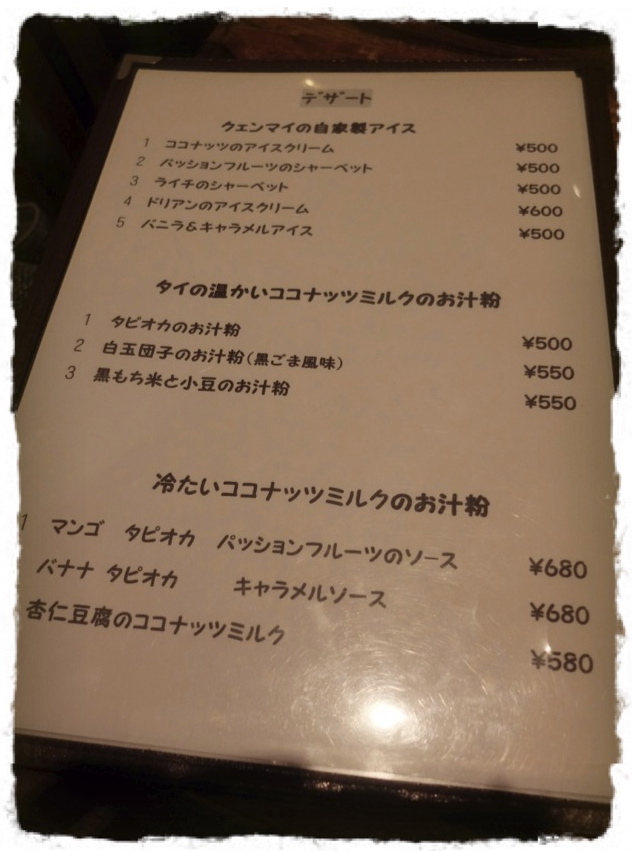 デザート
クェンマイの自家製アイス
1 ココナッツのアイスクリーム ¥500
2 パッションフルーツのシャーベット ¥500
3 ライチのシャーベット ¥500
4 ドリアンのアイスクリーム ¥600
5 バニラ&キャラメルアイス ¥500
タイの温かいココナッツミルクのお汁粉
1 タピオカのお汁粉 ¥500
2 白玉団子のお汁粉(黒ごま風味) ¥550
3 黒もち米と小豆のお汁粉 ¥550
冷たいココナッツミルクのお汁粉
1 マンゴ タピオカ パッションフルーツのソース ¥680
バナナ タピオカ キャラメルソース ¥680
杏仁豆腐のココナッツミルク ¥580